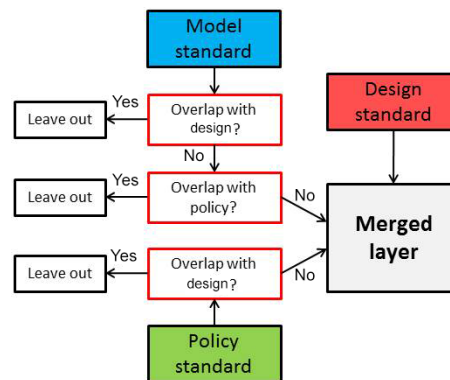 Model
standard
Yes
Overlap with
design?
Leave out
No
Design
standard
Yes
Overlap with
policy?
Leave out
No
Merged
layer
Yes
Overlap with
design?
Leave out
No
Policy
standard